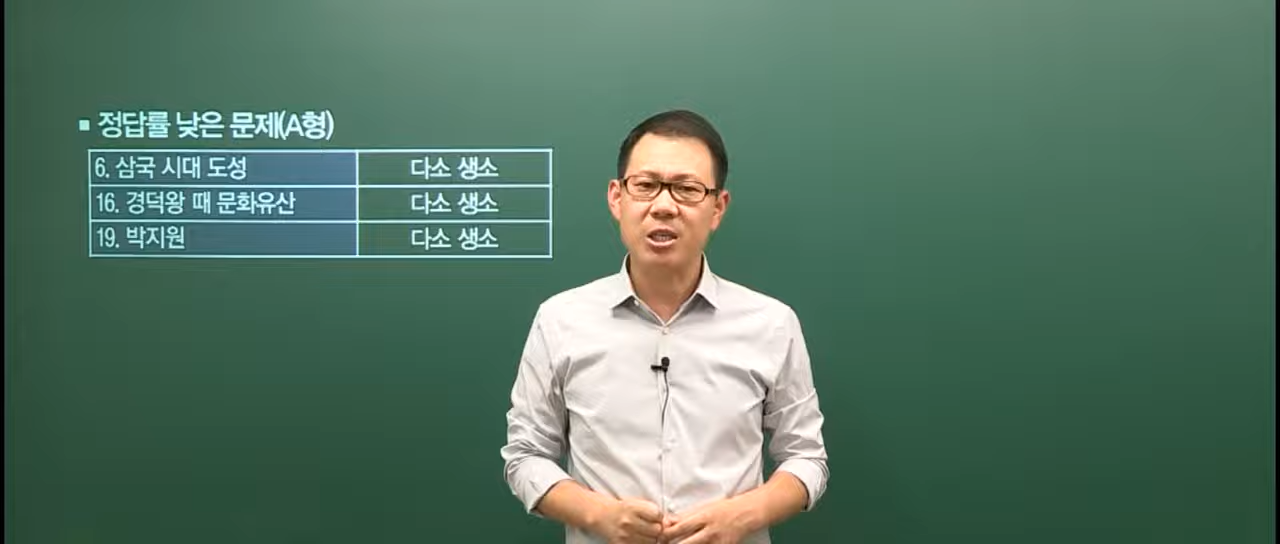 ▪ 정답률 낮은 문제(A형)
6. 삼국 시대 도성 다소 생소
16. 경덕왕 때 문화유산 다소 생소
19. 박지원 다소 생소